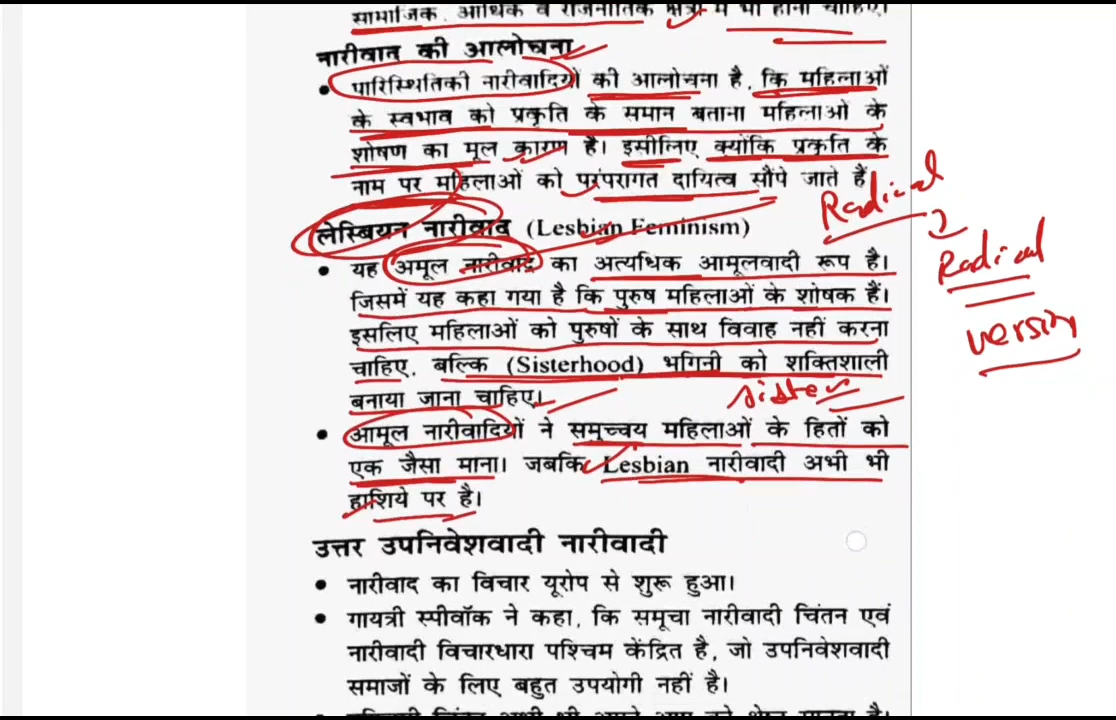 सामाजिक, आर्थिक व राजनीतिक क्षेत्रों में भी होना चाहिए।
नारीवाद की आलोचना
• पारिस्थितिकी नारीवादियों की आलोचना है, कि महिलाओं
के स्वभाव को प्रकृति के समान बताना महिलाओं के
शोषण का मूल कारण है। इसीलिए क्योंकि प्रकृति के
नाम पर महिलाओं को परंपरागत दायित्व सौंपे जाते हैं
Radical
लेस्बियन नारीवाद (Lesbian Feminism)
Radical
• यह अमूल नारीवाद का अत्यधिक आमूलवादी रूप है।
जिसमें यह कहा गया है कि पुरुष महिलाओं के शोषक हैं।
इसलिए महिलाओं को पुरुषों के साथ विवाह नहीं करना
version
चाहिए, बल्कि (Sisterhood) भगिनी को शक्तिशाली
बनाया जाना चाहिए।
sister
• आमूल नारीवादियों ने समुच्चय महिलाओं के हितों को
एक जैसा माना। जबकि Lesbian नारीवादी अभी भी
हाशिये पर है।
उत्तर उपनिवेशवादी नारीवादी
• नारीवाद का विचार यूरोप से शुरू हुआ।
• गायत्री स्पीवॉक ने कहा, कि समूचा नारीवादी चिंतन एवं
नारीवादी विचारधारा पश्चिम केंद्रित है, जो उपनिवेशवादी
समाजों के लिए बहुत उपयोगी नहीं है।